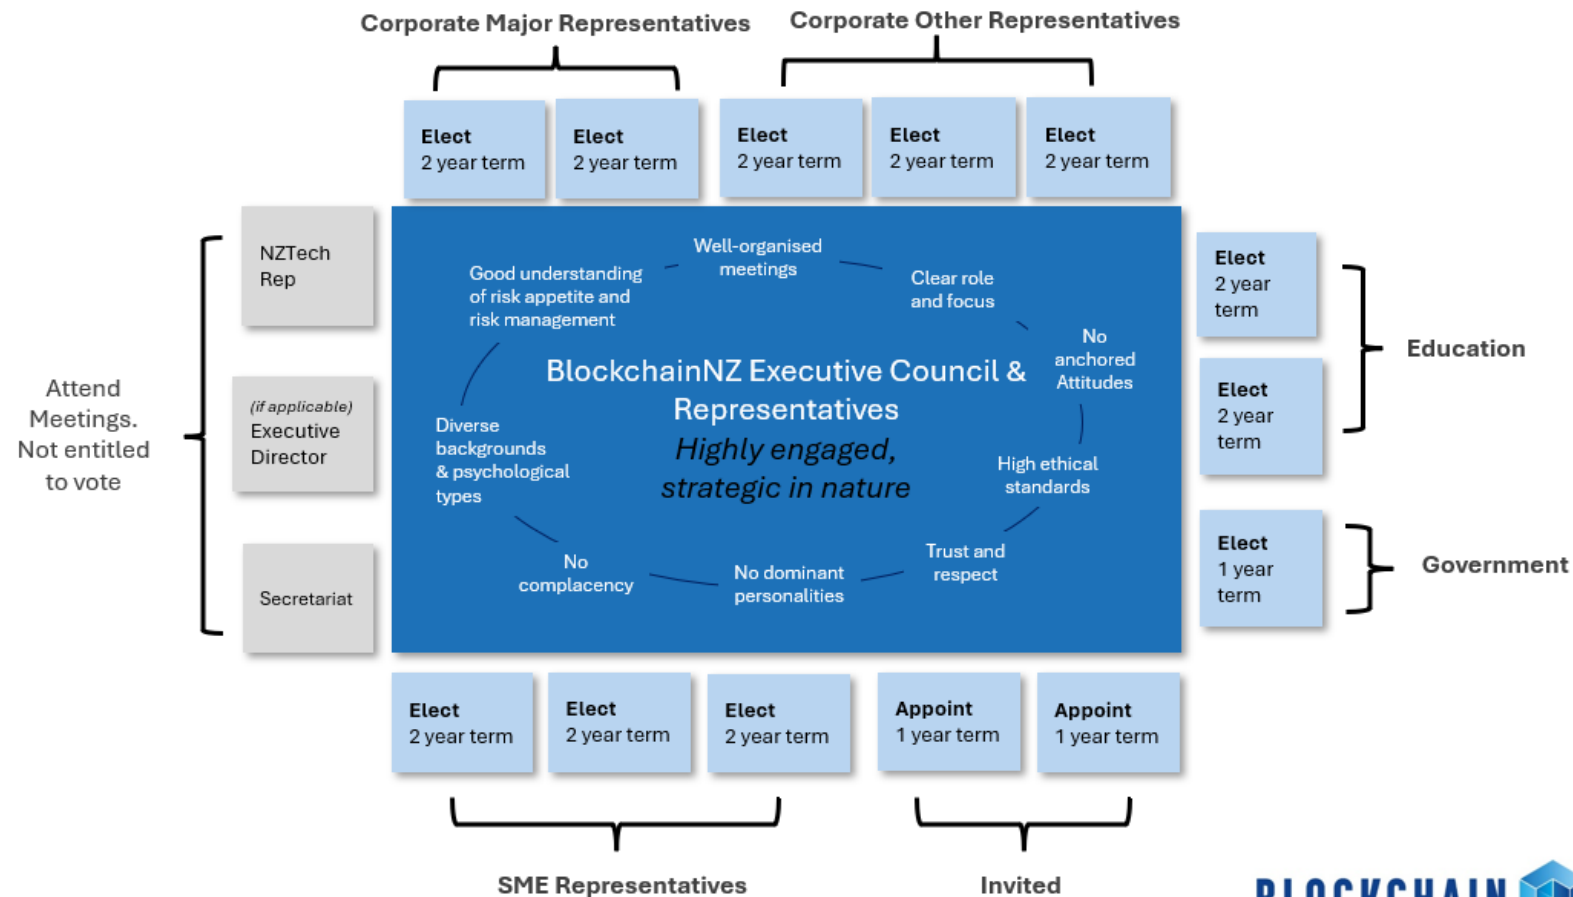 Corporate Major Representatives
Corporate Other Representatives
Elect
2 year term
Elect
2 year term
Elect
2 year term
Elect
2 year term
Elect
2 year term
NZTech
Rep
(if applicable)
Executive
Director
Secretariat
Attend
Meetings.
Not entitled
to vote
Well-organised
meetings
Clear role
and focus
No
anchored
Attitudes
High ethical
standards
Trust and
respect
No dominant
personalities
No
complacency
Diverse
backgrounds
& psychological
types
Good understanding
of risk appetite and
risk management
BlockchainNZ Executive Council &
Representatives
Highly engaged,
strategic in nature
Elect
2 year
term
Elect
2 year
term
Education
Elect
1 year
term
Government
Elect
2 year term
Elect
2 year term
Elect
2 year term
Appoint
1 year term
Appoint
1 year term
SME Representatives
Invited
BLOCKCHAIN